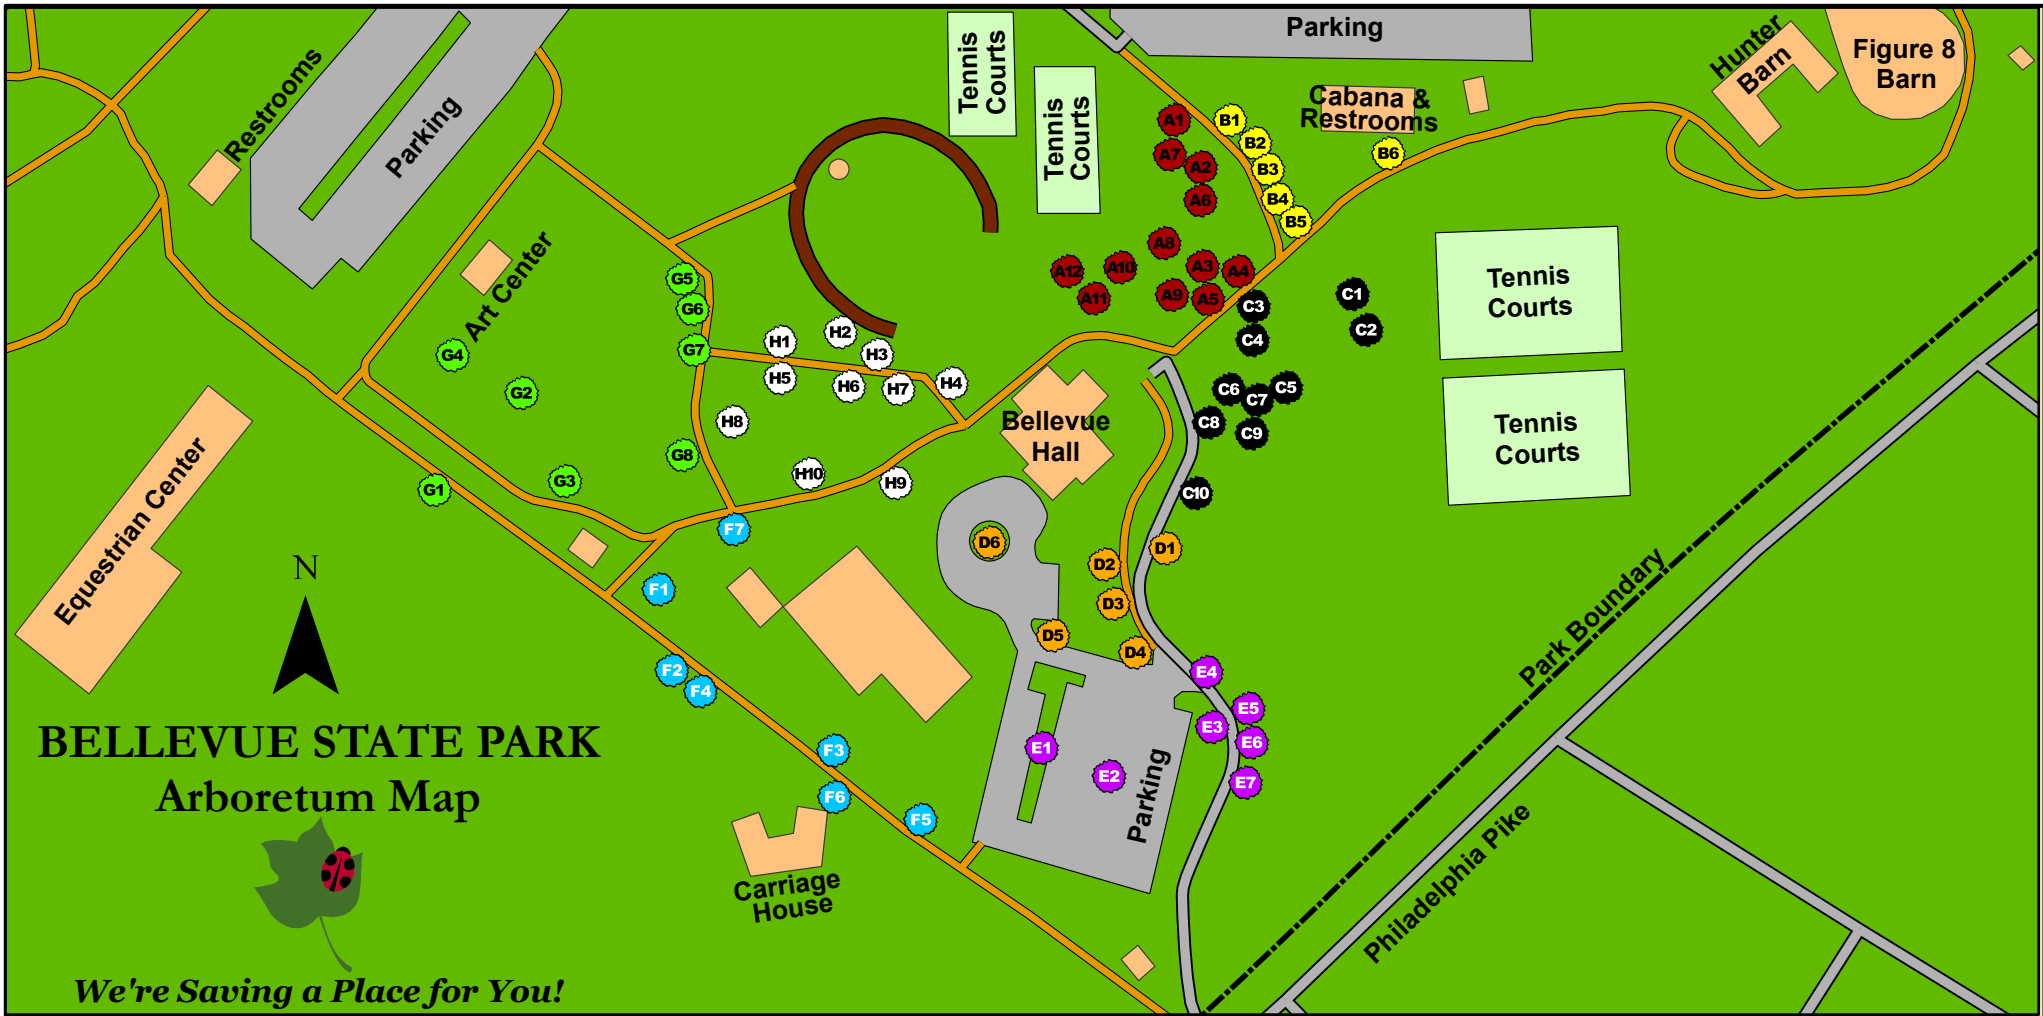 Parking
Tennis
Courts
Tennis
Courts
Hunter
Barn
Figure 8
Barn
Restrooms
Parking
Cabana &
Restrooms
A1
B1
A7
A2
B2
B3
B6
A6
B4
B5
A8
A12
A10
A3
A4
A11
A9
A5
C3
C1
C4
C2
Tennis
Courts
Art Center
G5
G6
G7
G4
G2
H1
H2
H3
H5
H6
H7
H4
H8
G8
G1
G3
H10
H9
Bellevue
Hall
C6
C7
C5
C8
C9
C10
Tennis
Courts
Equestrian Center
N
F7
F1
F2
F4
F3
F6
F5
D6
D2
D1
D3
D5
D4
E4
E3
E5
E6
E7
E1
E2
Parking
Park Boundary
Philadelphia Pike
BELLEVUE STATE PARK
Arboretum Map
Carriage
House
We're Saving a Place for You!